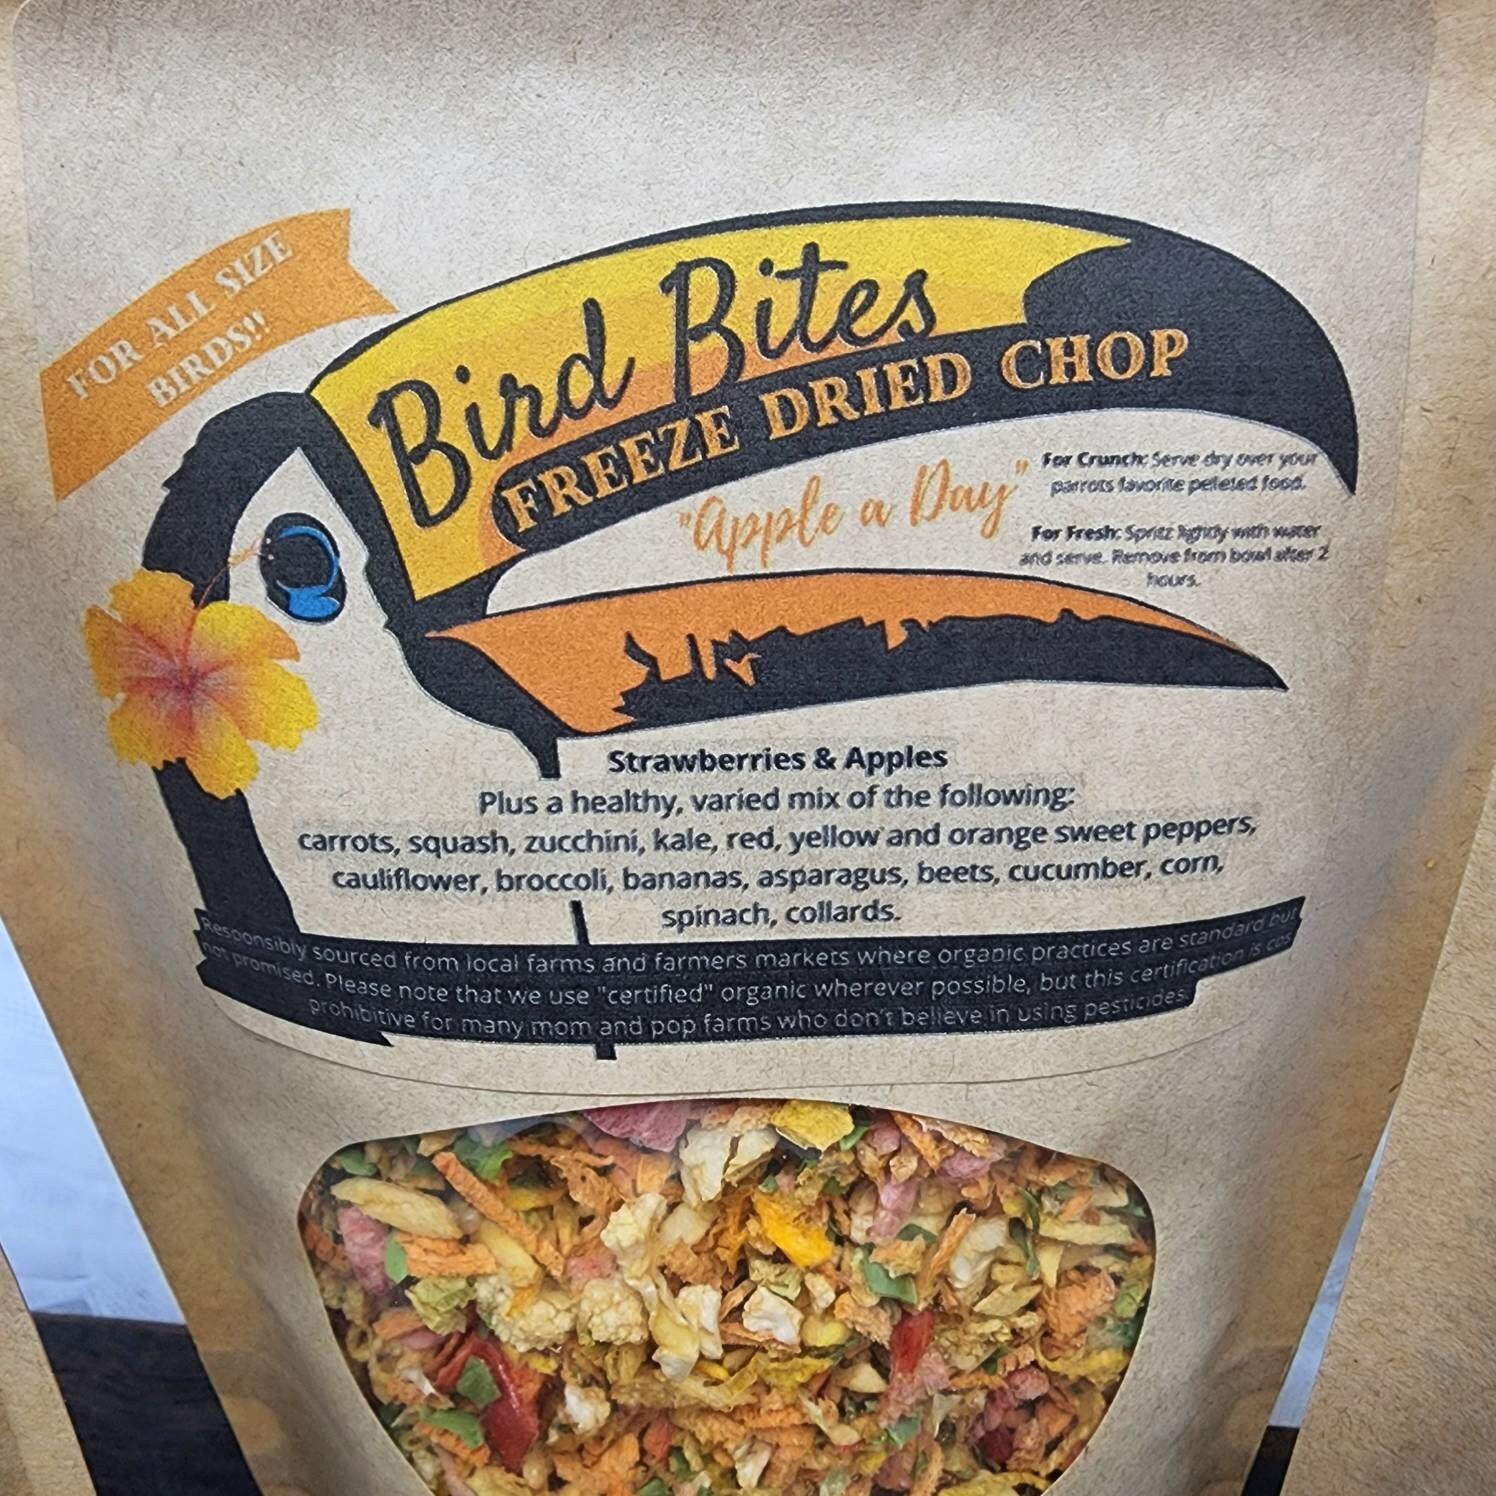 FOR ALL SIZE
BIRDS!!
Bird Bites
FREEZE DRIED CHOP
"Apple a Day"
For Crunch: Serve dry over your
parrots favorite pelleted food.
For Fresh: Spritz lightly with water
and serve. Remove from bowl after 2
hours.
Strawberries & Apples
Plus a healthy, varied mix of the following:
carrots, squash, zucchini, kale, red, yellow and orange sweet peppers,
cauliflower, broccoli, bananas, asparagus, beets, cucumber, corn,
spinach, collards.
Responsibly sourced from local farms and farmers markets where organic practices are standard but
not promised. Please note that we use "certified" organic wherever possible, but this certification is cost
prohibitive for many mom and pop farms who don't believe in using pesticides.